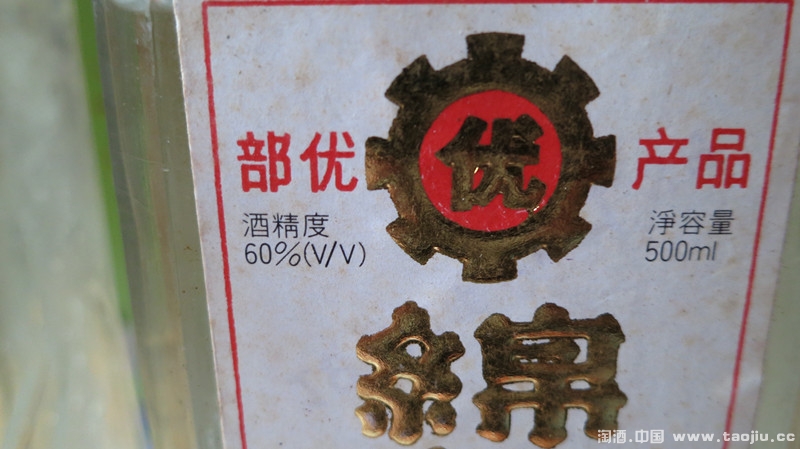 部优 优 产品
酒精度
60%(V/V)
淨容量
500ml
綿
淘酒.中国 www.taojiu.cc